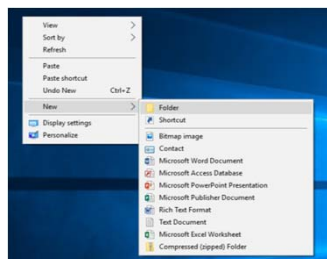 View
Sort by
Refresh
Paste
Paste shortcut
Undo New Ctrl+Z
New
Display settings
Personalize
Folder
Shortcut
Bitmap image
Contact
Microsoft Word Document
Microsoft Access Database
Microsoft PowerPoint Presentation
Microsoft Publisher Document
Rich Text Format
Text Document
Microsoft Excel Worksheet
Compressed (zipped) Folder